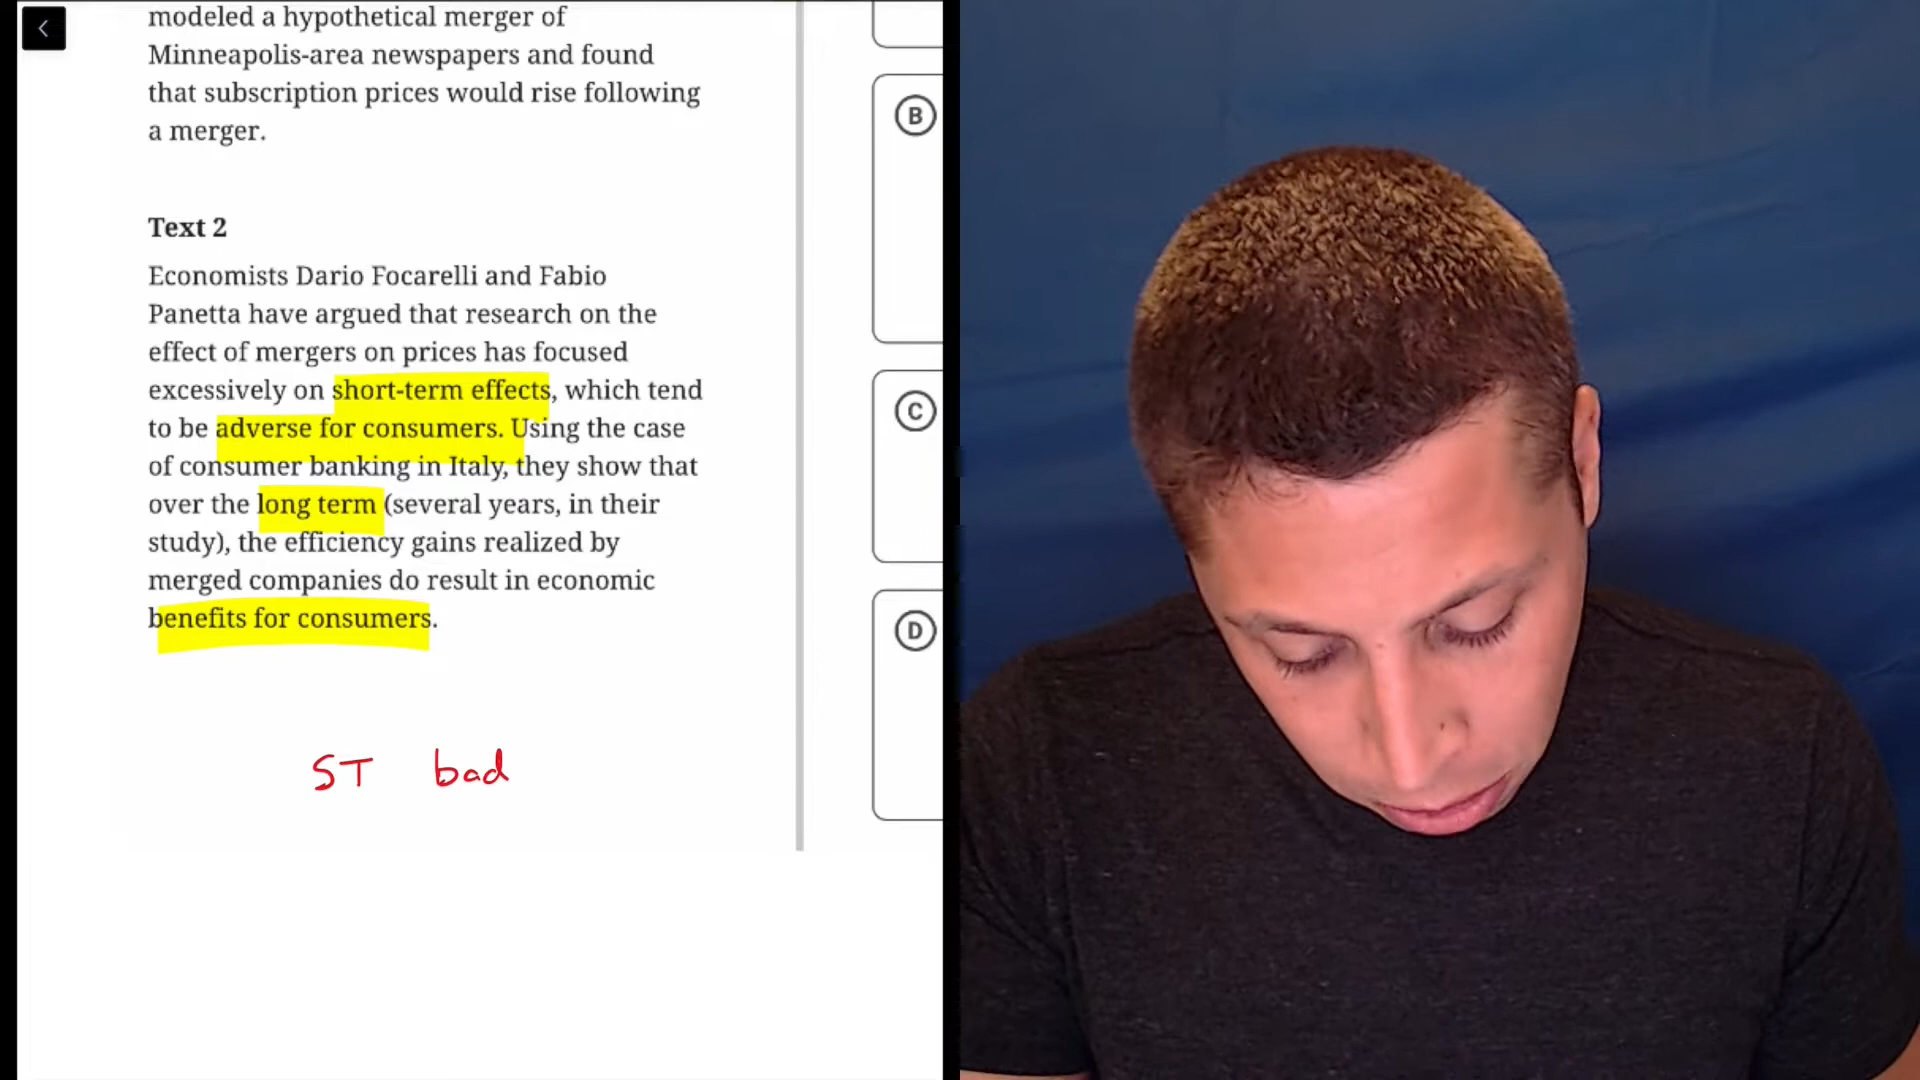 modeled a hypothetical merger of
Minneapolis-area newspapers and found
that subscription prices would rise following
a merger.
Text 2
Economists Dario Focarelli and Fabio
Panetta have argued that research on the
effect of mergers on prices has focused
excessively on short-term effects, which tend
to be adverse for consumers. Using the case
of consumer banking in Italy, they show that
over the long term (several years, in their
study), the efficiency gains realized by
merged companies do result in economic
benefits for consumers.
ST bad
B
C
D